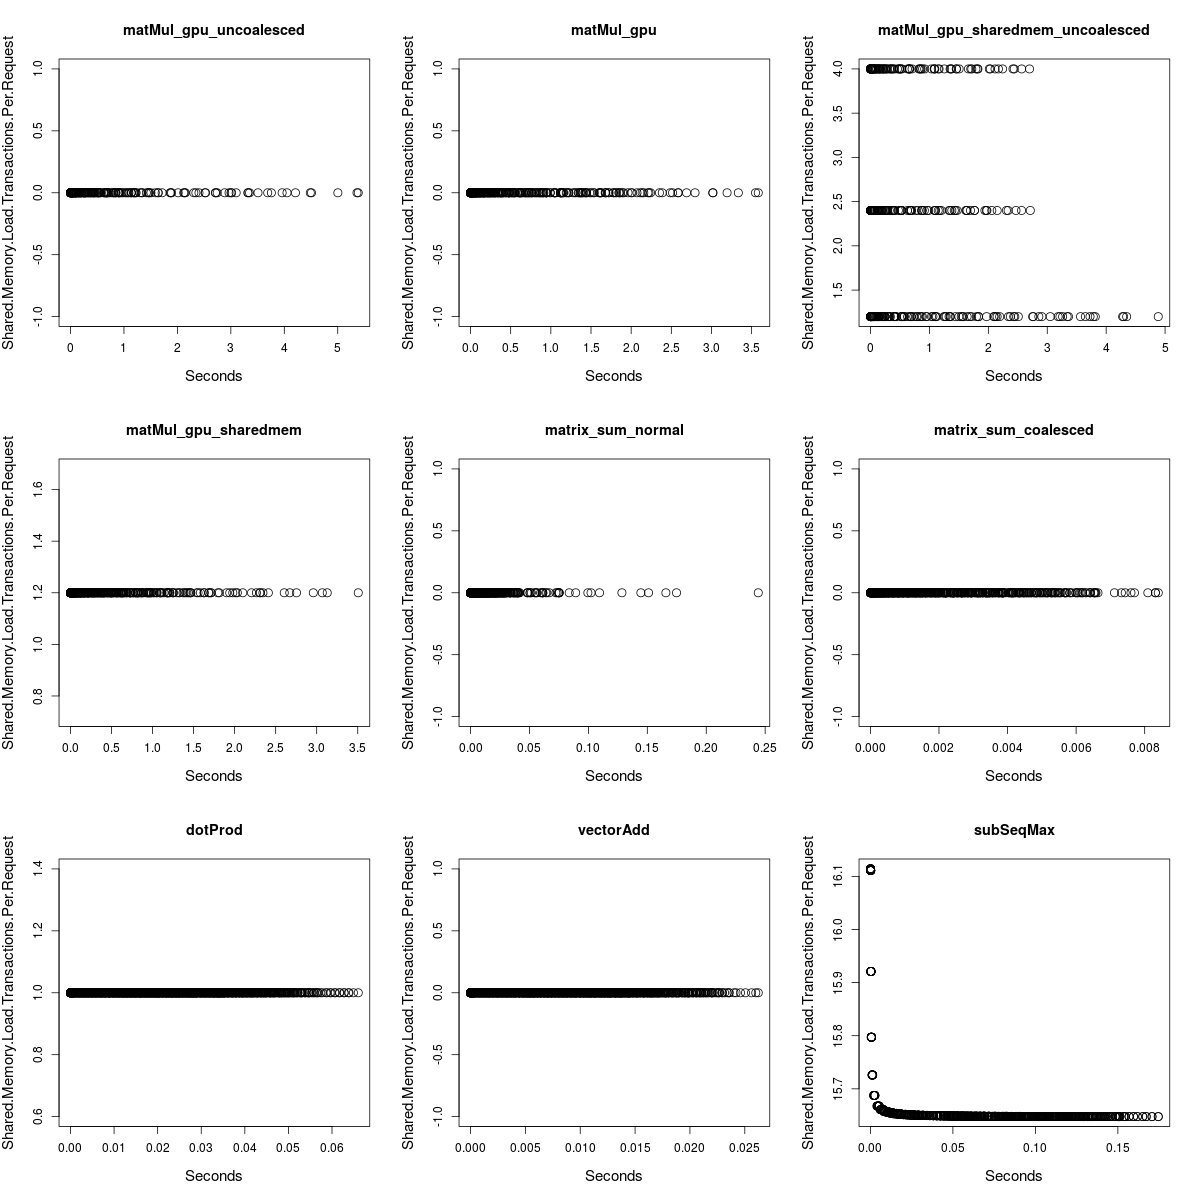 matMul_gpu_uncoalesced
Shared.Memory.Load.Transactions.Per.Request
1.0
0.5
0.0
-0.5
-1.0
0 1 2 3 4 5
Seconds
matMul_gpu
Shared.Memory.Load.Transactions.Per.Request
1.0
0.5
0.0
-0.5
-1.0
0.0 0.5 1.0 1.5 2.0 2.5 3.0 3.5
Seconds
matMul_gpu_sharedmem_uncoalesced
Shared.Memory.Load.Transactions.Per.Request
4.0
3.5
3.0
2.5
2.0
1.5
0 1 2 3 4 5
Seconds
matMul_gpu_sharedmem
Shared.Memory.Load.Transactions.Per.Request
1.6
1.4
1.2
1.0
0.8
0.0 0.5 1.0 1.5 2.0 2.5 3.0 3.5
Seconds
matrix_sum_normal
Shared.Memory.Load.Transactions.Per.Request
1.0
0.5
0.0
-0.5
-1.0
0.00 0.05 0.10 0.15 0.20 0.25
Seconds
matrix_sum_coalesced
Shared.Memory.Load.Transactions.Per.Request
1.0
0.5
0.0
-0.5
-1.0
0.000 0.002 0.004 0.006 0.008
Seconds
dotProd
Shared.Memory.Load.Transactions.Per.Request
1.4
1.2
1.0
0.8
0.6
0.00 0.01 0.02 0.03 0.04 0.05 0.06
Seconds
vectorAdd
Shared.Memory.Load.Transactions.Per.Request
1.0
0.5
0.0
-0.5
-1.0
0.000 0.005 0.010 0.015 0.020 0.025
Seconds
subSeqMax
Shared.Memory.Load.Transactions.Per.Request
16.1
16.0
15.9
15.8
15.7
0.00 0.05 0.10 0.15
Seconds